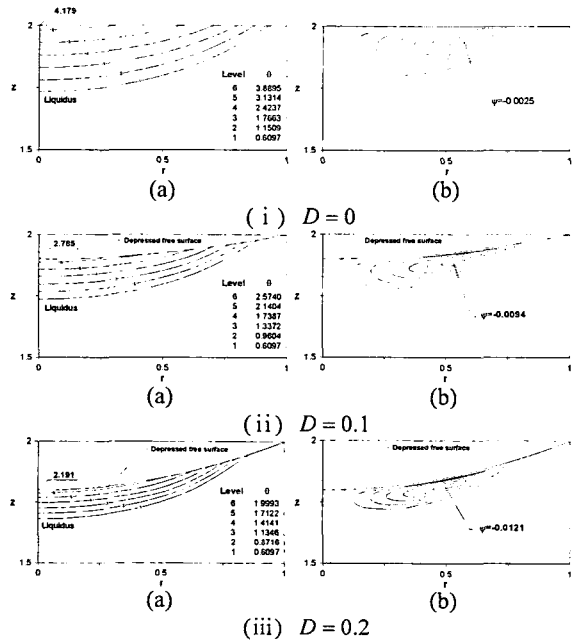 2
4.179
Level θ
6 3.8895
5 3.1314
4 2.4237
3 1.7663
2 1.1509
1 0.6097
Liquidus
z
1.5
0 0.5 1
r
(a)
2
ψ=-0.0025
z
1.5
0 0.5 1
r
(b)
(i) D = 0
2
Depressed free surface
2.765
Level θ
6 2.5740
5 2.1404
4 1.7387
3 1.3372
2 0.9604
1 0.6097
Liquidus
z
1.5
0 0.5 1
r
(a)
2
Depressed free surface
ψ=-0.0094
z
1.5
0 0.5 1
r
(b)
(ii) D = 0.1
2
Depressed free surface
2.191
Level θ
6 1.9993
5 1.7122
4 1.4141
3 1.1346
2 0.8716
1 0.6097
Liquidus
z
1.5
0 0.5 1
r
(a)
2
Depressed free surface
ψ=-0.0121
z
1.5
0 0.5 1
r
(b)
(iii) D = 0.2